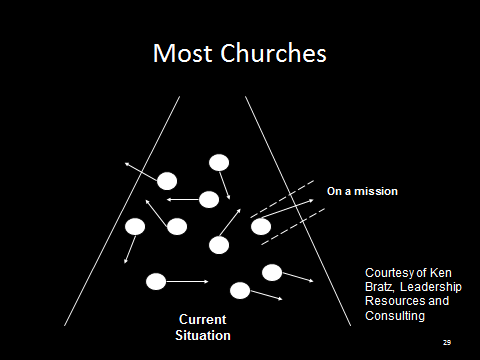 Most Churches
On a mission
Courtesy of Ken
Bratz, Leadership
Resources and
Consulting
Current
Situation
29